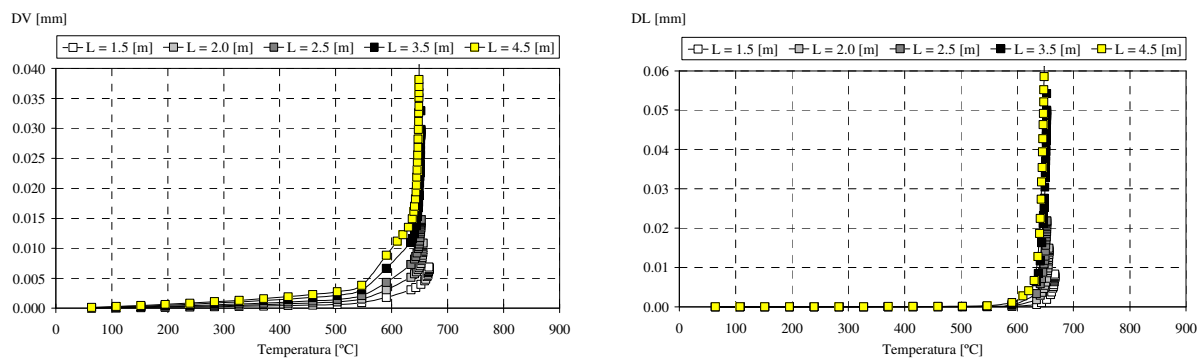 DV [mm]
L = 1.5 [m] L = 2.0 [m] L = 2.5 [m] L = 3.5 [m] L = 4.5 [m]
0.040
0.035
0.030
0.025
0.020
0.015
0.010
0.005
0.000
0 100 200 300 400 500 600 700 800 900
Temperatura [ºC]
DL [mm]
L = 1.5 [m] L = 2.0 [m] L = 2.5 [m] L = 3.5 [m] L = 4.5 [m]
0.06
0.05
0.04
0.03
0.02
0.01
0.00
0 100 200 300 400 500 600 700 800 900
Temperatura [ºC]